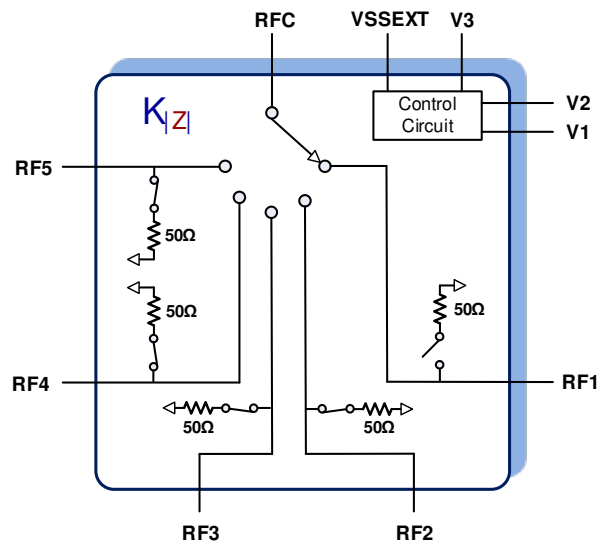 RFC
VSSEXT
V3
K|Z|
Control
Circuit
V2
V1
RF5
50Ω
50Ω
50Ω
RF4
RF1
50Ω
50Ω
RF3
RF2